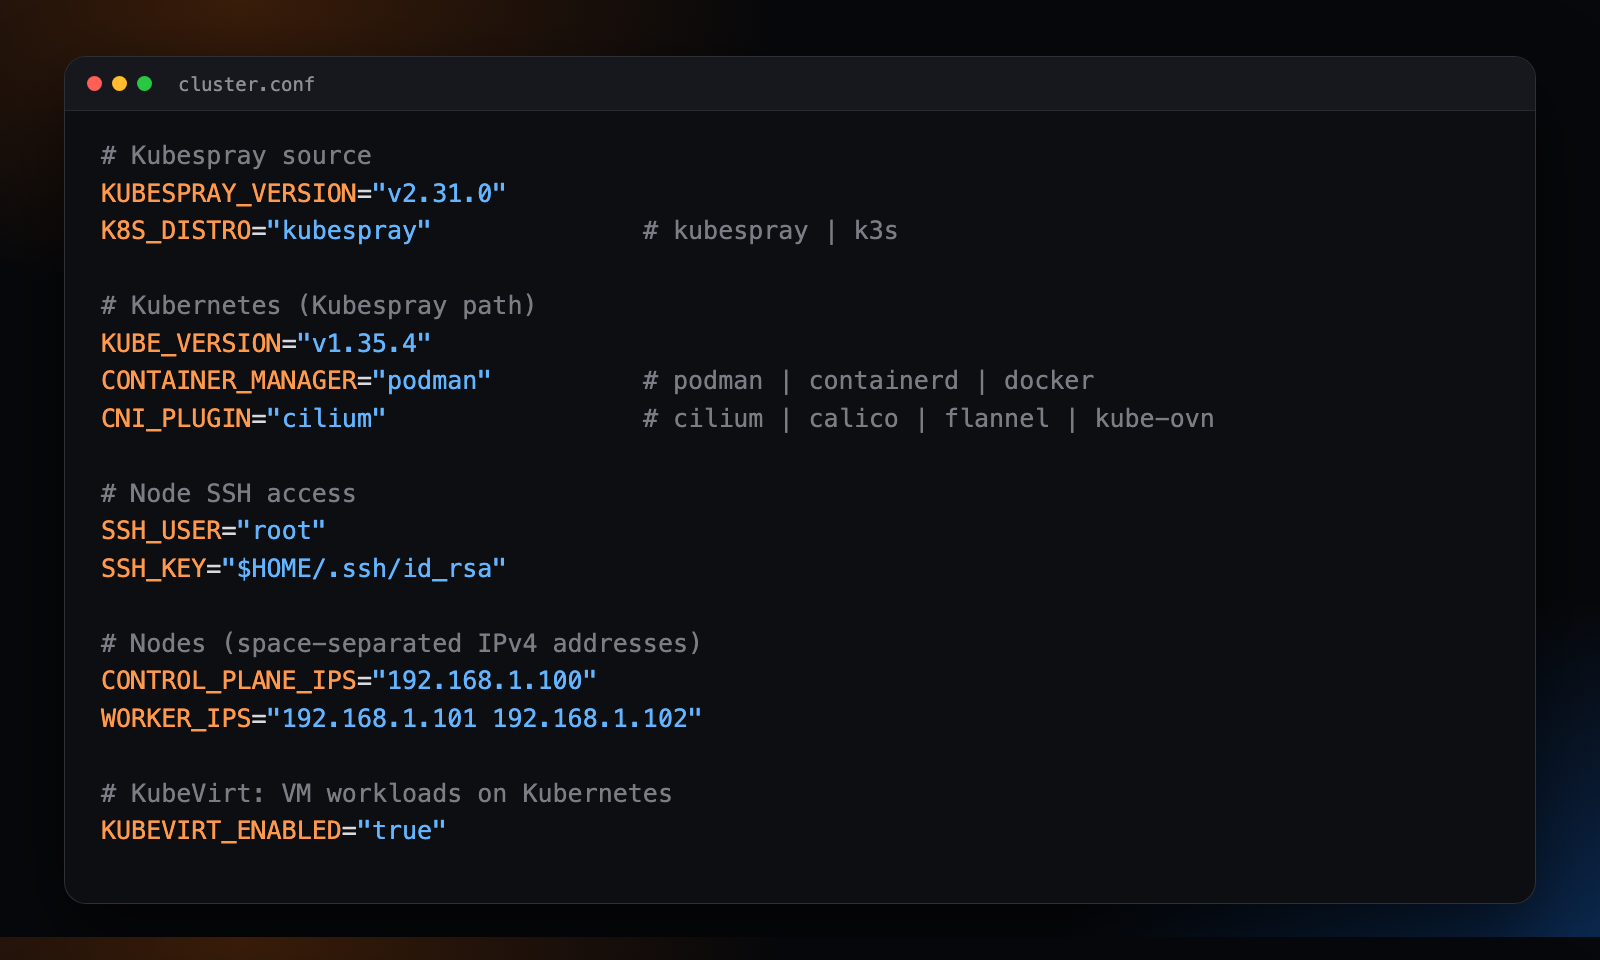 cluster.conf
# Kubespray source
KUBESPRAY_VERSION="v2.31.0"
K8S_DISTRO="kubespray"              # kubespray | k3s
# Kubernetes (Kubespray path)
KUBE_VERSION="v1.35.4"
CONTAINER_MANAGER="podman"          # podman | containerd | docker
CNI_PLUGIN="cilium"                 # cilium | calico | flannel | kube-ovn
# Node SSH access
SSH_USER="root"
SSH_KEY="$HOME/.ssh/id_rsa"
# Nodes (space-separated IPv4 addresses)
CONTROL_PLANE_IPS="192.168.1.100"
WORKER_IPS="192.168.1.101 192.168.1.102"
# KubeVirt: VM workloads on Kubernetes
KUBEVIRT_ENABLED="true"